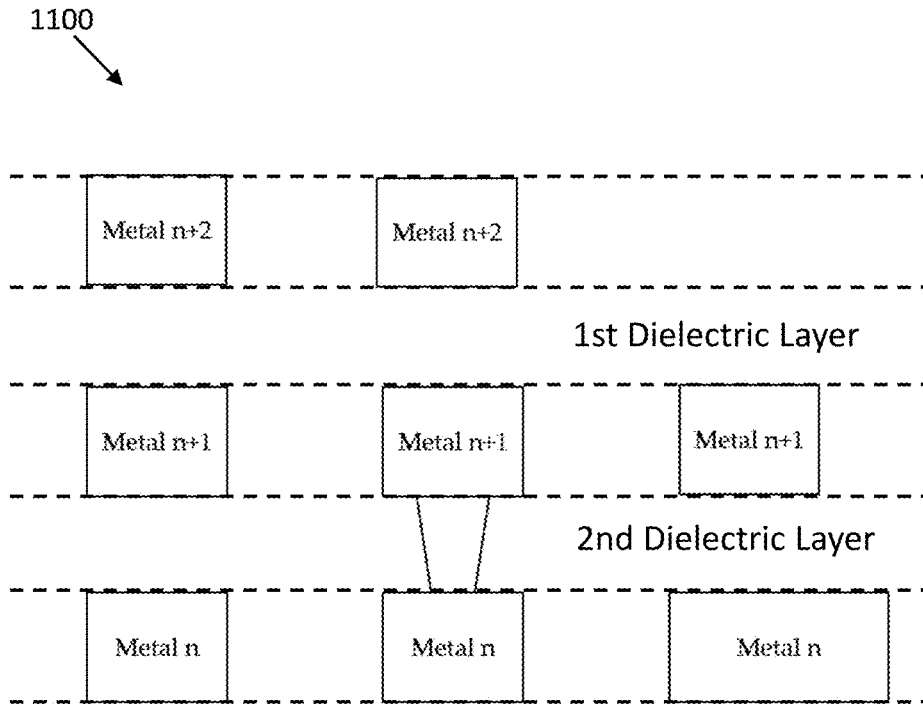 1100
Metal n+2
Metal n+2
1st Dielectric Layer
Metal n+1
Metal n+1
Metal n+1
2nd Dielectric Layer
Metal n
Metal n
Metal n